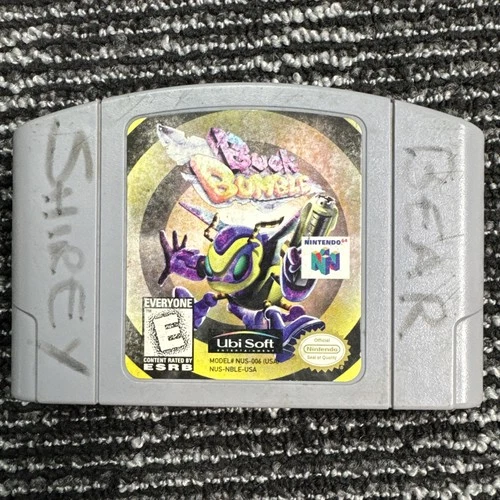 SHIREY
BUCK
BUMBLE
NINTENDO 64
N
EVERYONE
E
CONTENT RATED BY
ESRB
Ubi Soft
ENTERTAINMENT
MODEL# NUS-006 (USA)
NUS-NBLE-USA
Official
Nintendo
Seal of Quality
BEAR.